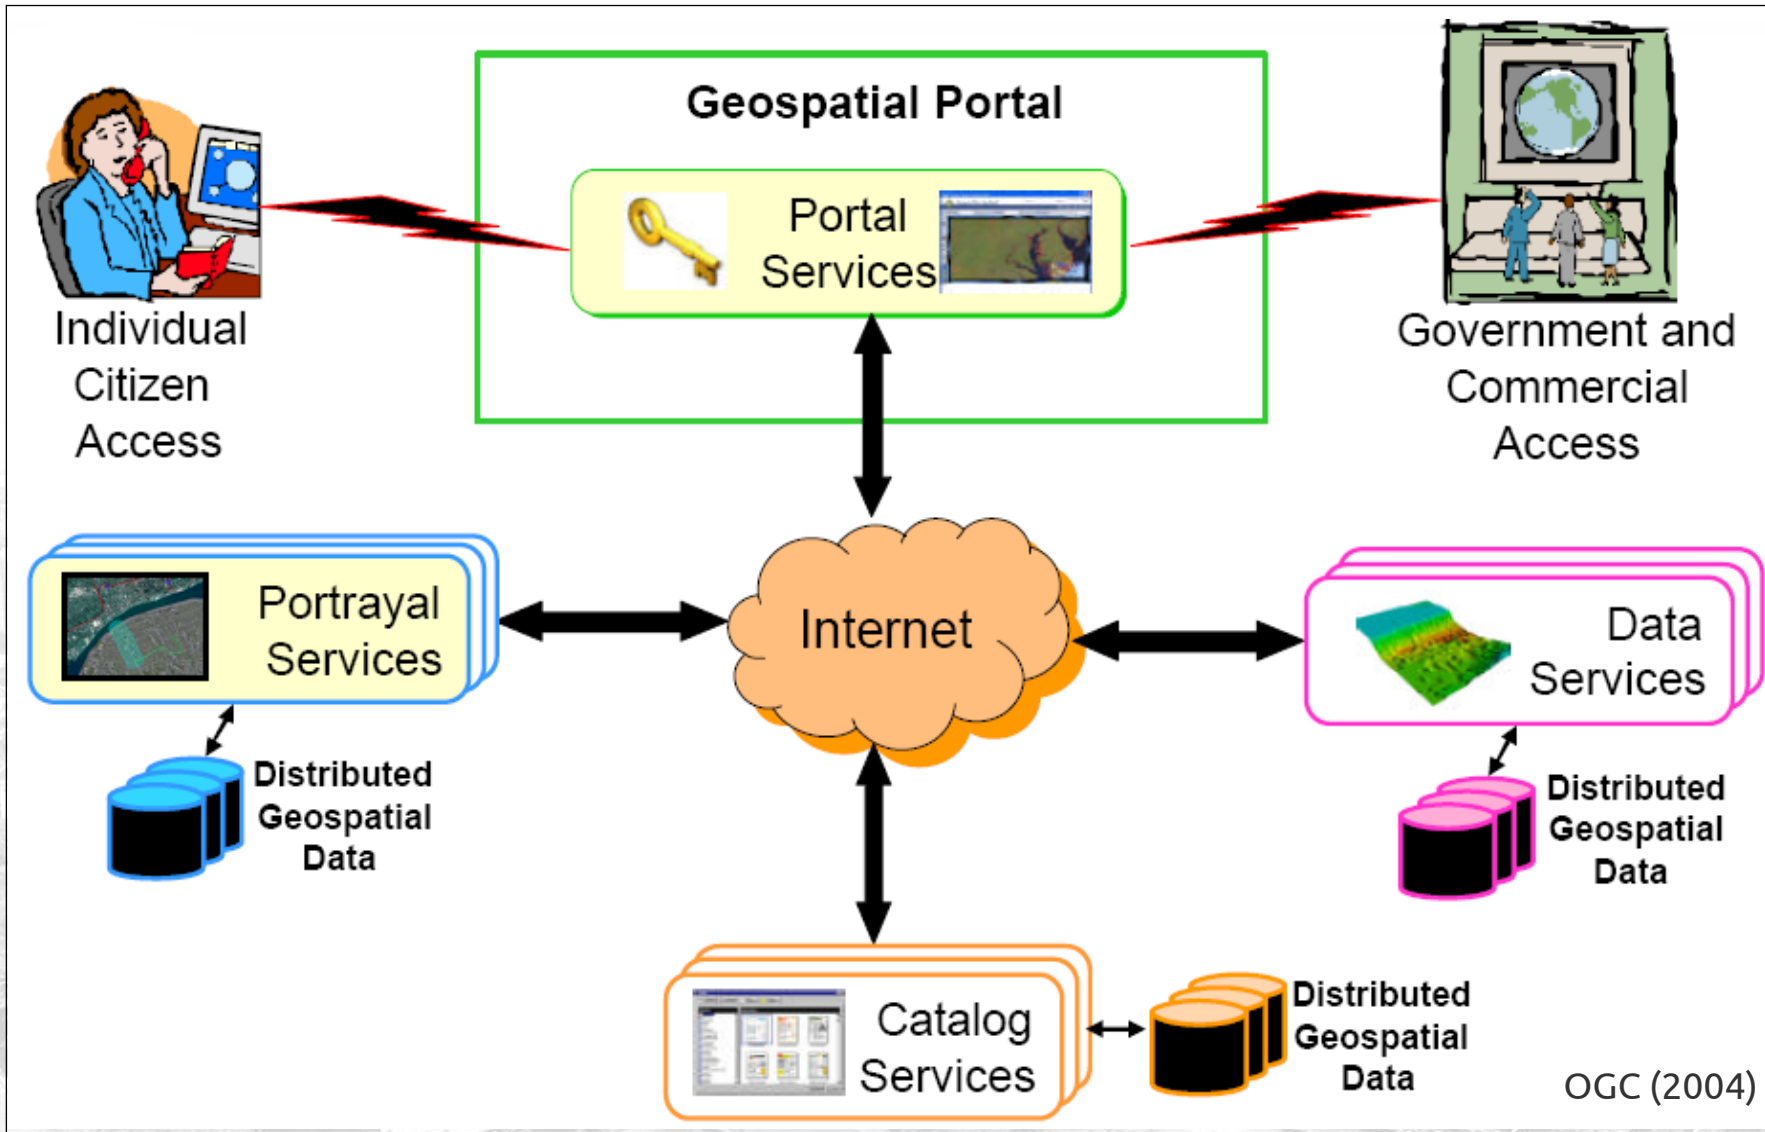 Geospatial Portal
Portal
Services
Individual
Citizen
Access
Government and
Commercial
Access
Portrayal
Services
Internet
Data
Services
Distributed
Geospatial
Data
Distributed
Geospatial
Data
Catalog
Services
Distributed
Geospatial
Data
OGC (2004)